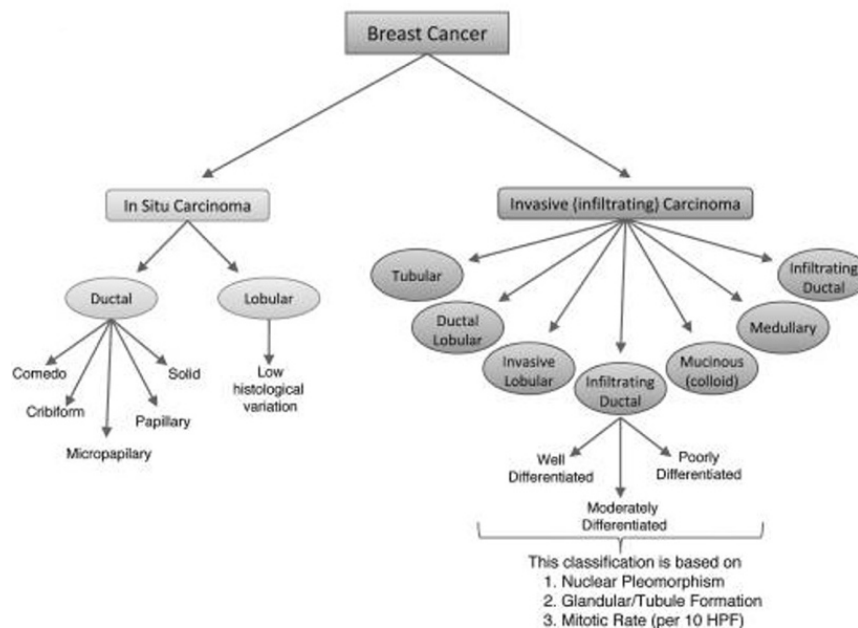 Breast Cancer
In Situ Carcinoma
Invasive (infiltrating) Carcinoma
Ductal
Lobular
Comedo
Cribiform
Micropapilary
Papillary
Solid
Low
histological
variation
Tubular
Ductal
Lobular
Invasive
Lobular
Infiltrating
Ductal
Mucinous
(colloid)
Medullary
Infiltrating
Ductal
Well
Differentiated
Moderately
Differentiated
Poorly
Differentiated
This classification is based on
1. Nuclear Pleomorphism
2. Glandular/Tubule Formation
3. Mitotic Rate (per 10 HPF)